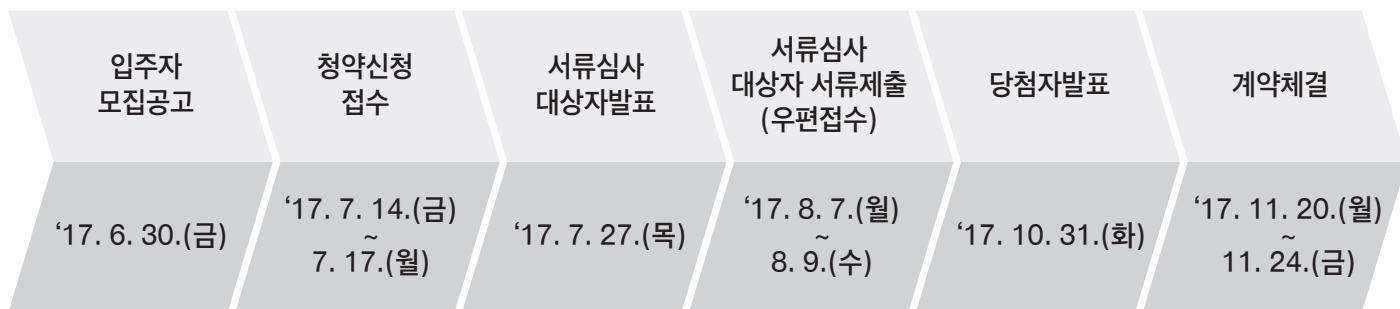 입주자
모집공고
청약신청
접수
서류심사
대상자발표
서류심사
대상자 서류제출
(우편접수)
당첨자발표
계약체결
‘17. 6. 30.(금)
‘17. 7. 14.(금)
~
7. 17.(월)
‘17. 7. 27.(목)
‘17. 8. 7.(월)
~
8. 9.(수)
‘17. 10. 31.(화)
‘17. 11. 20.(월)
~
11. 24.(금)